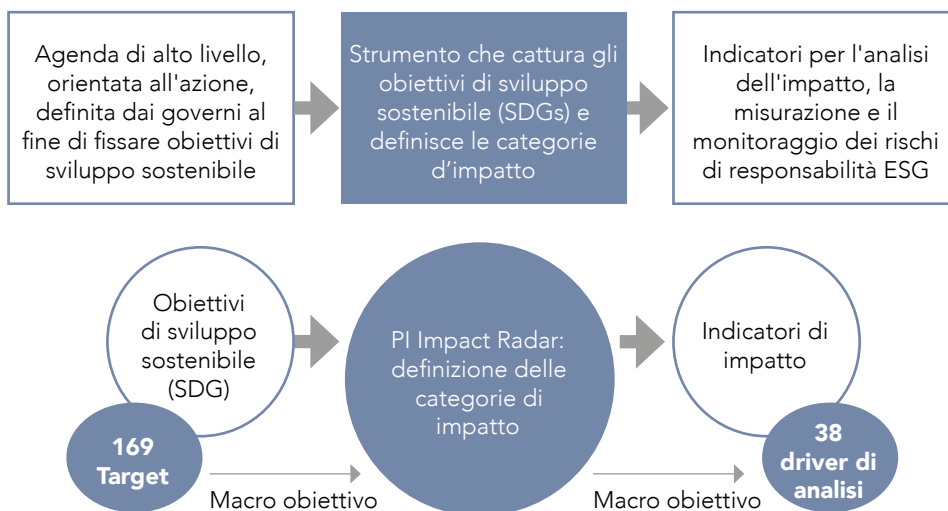 Agenda di alto livello,
orientata all'azione,
definita dai governi al
fine di fissare obiettivi di
sviluppo sostenibile
Strumento che cattura gli
obiettivi di sviluppo
sostenibile (SDGs) e
definisce le categorie
d’impatto
Indicatori per l'analisi
dell'impatto, la
misurazione e il
monitoraggio dei rischi
di responsabilità ESG
Obiettivi
di sviluppo
sostenibile
(SDG)
169
Target
Macro obiettivo
PI Impact Radar:
definizione delle
categorie di
impatto
Macro obiettivo
Indicatori di
impatto
38
driver di
analisi